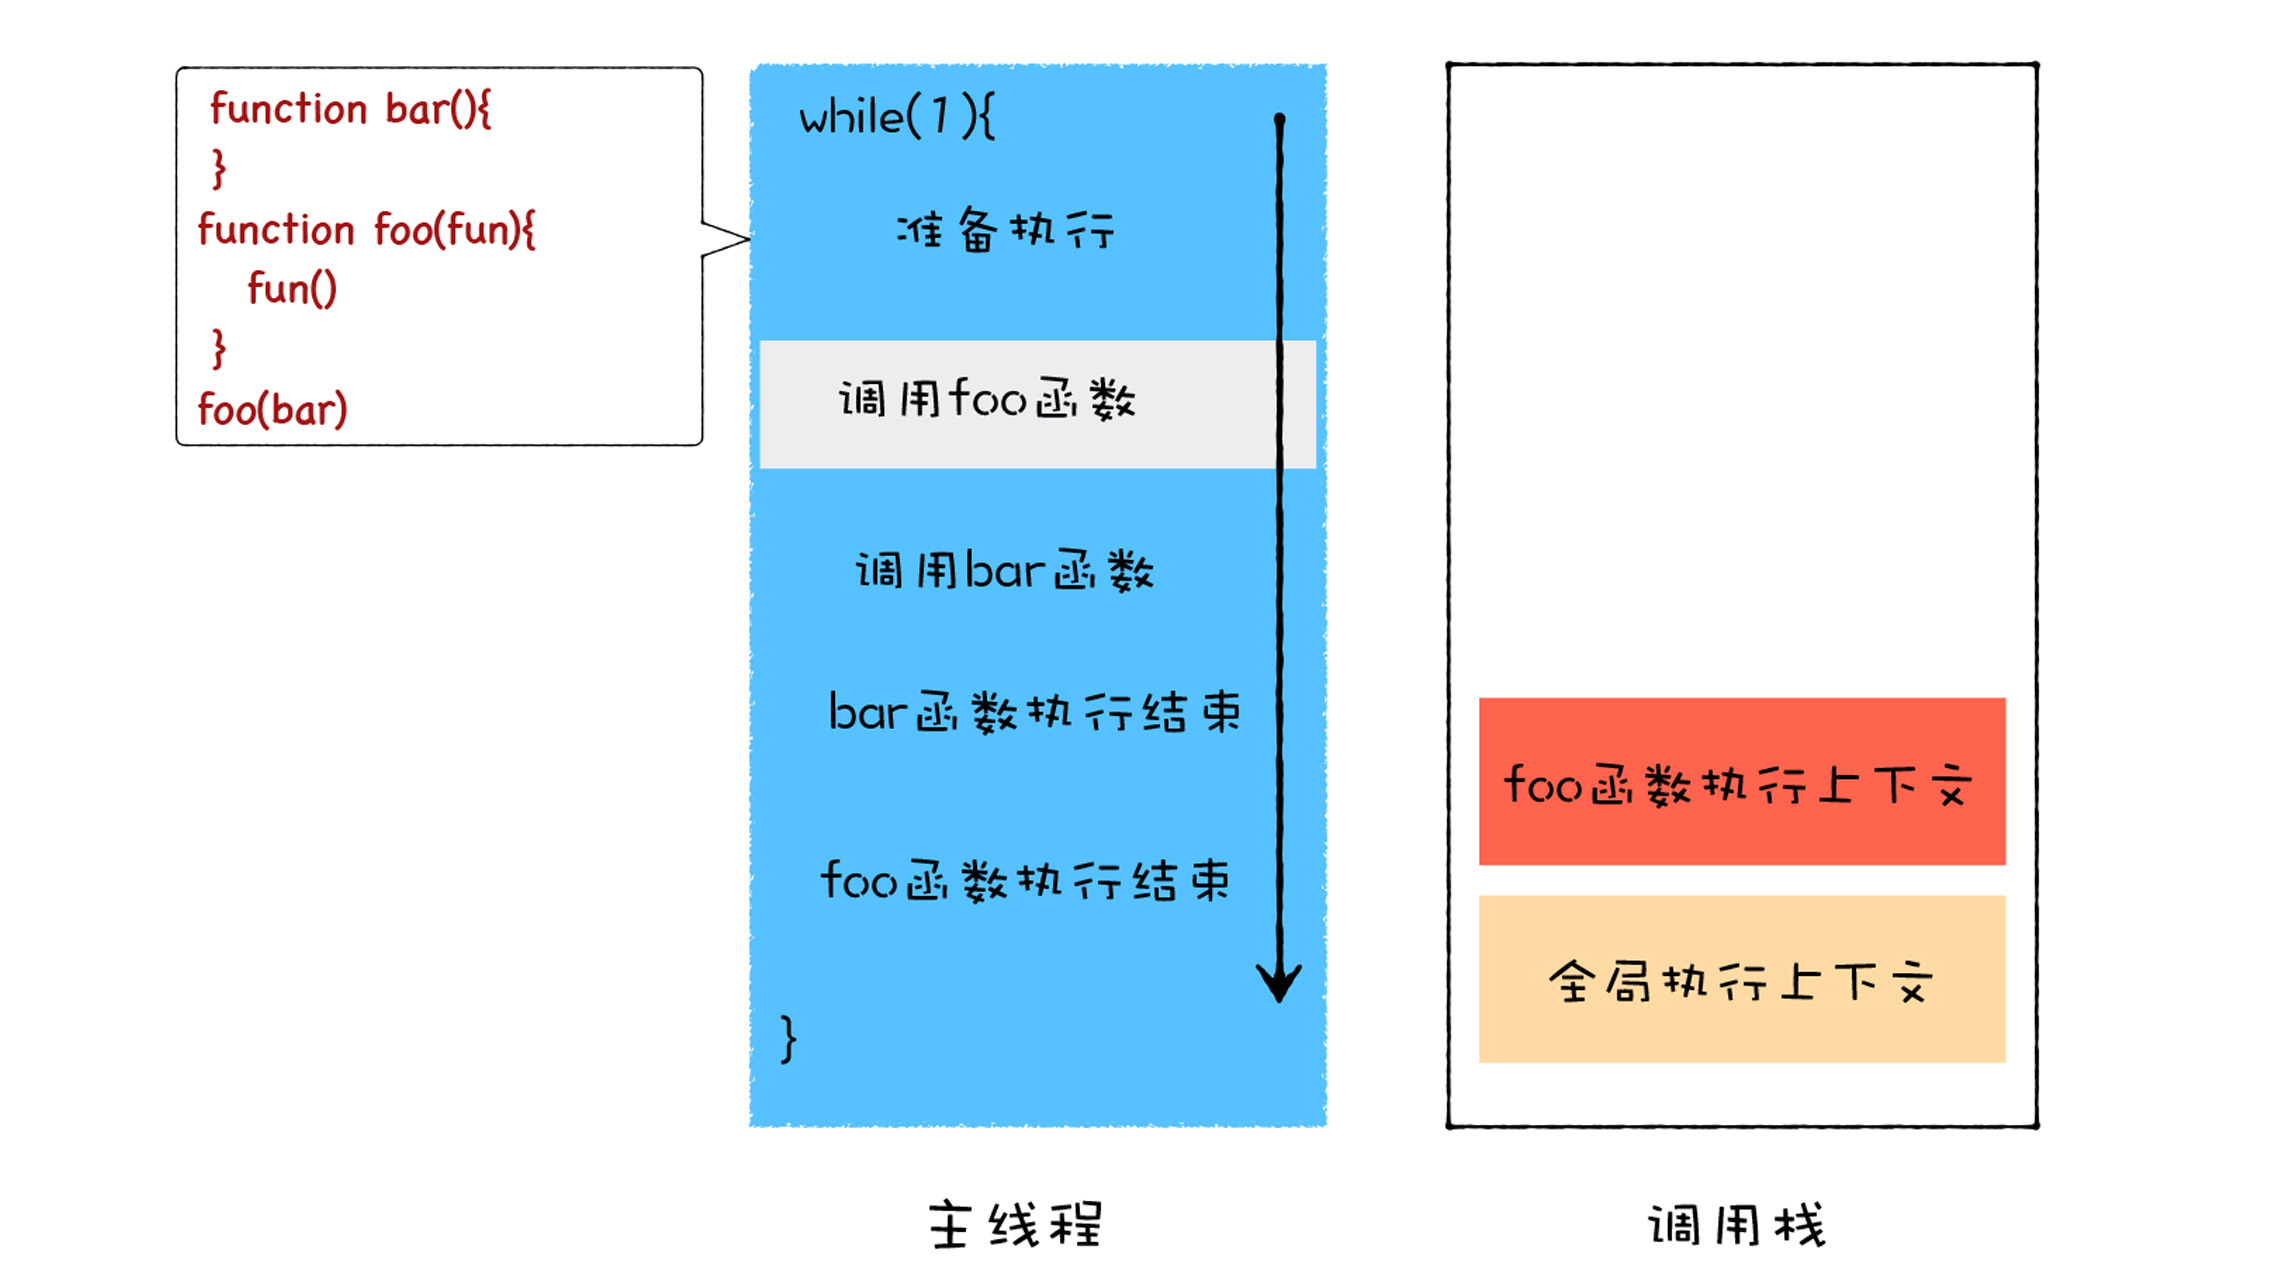 function bar(){
}
function foo(fun){
fun()
}
foo(bar)
while(1){
准备执行
调用foo函数
调用bar函数
bar函数执行结束
foo函数执行结束
}
主线程
foo函数执行上下文
全局执行上下文
调用栈